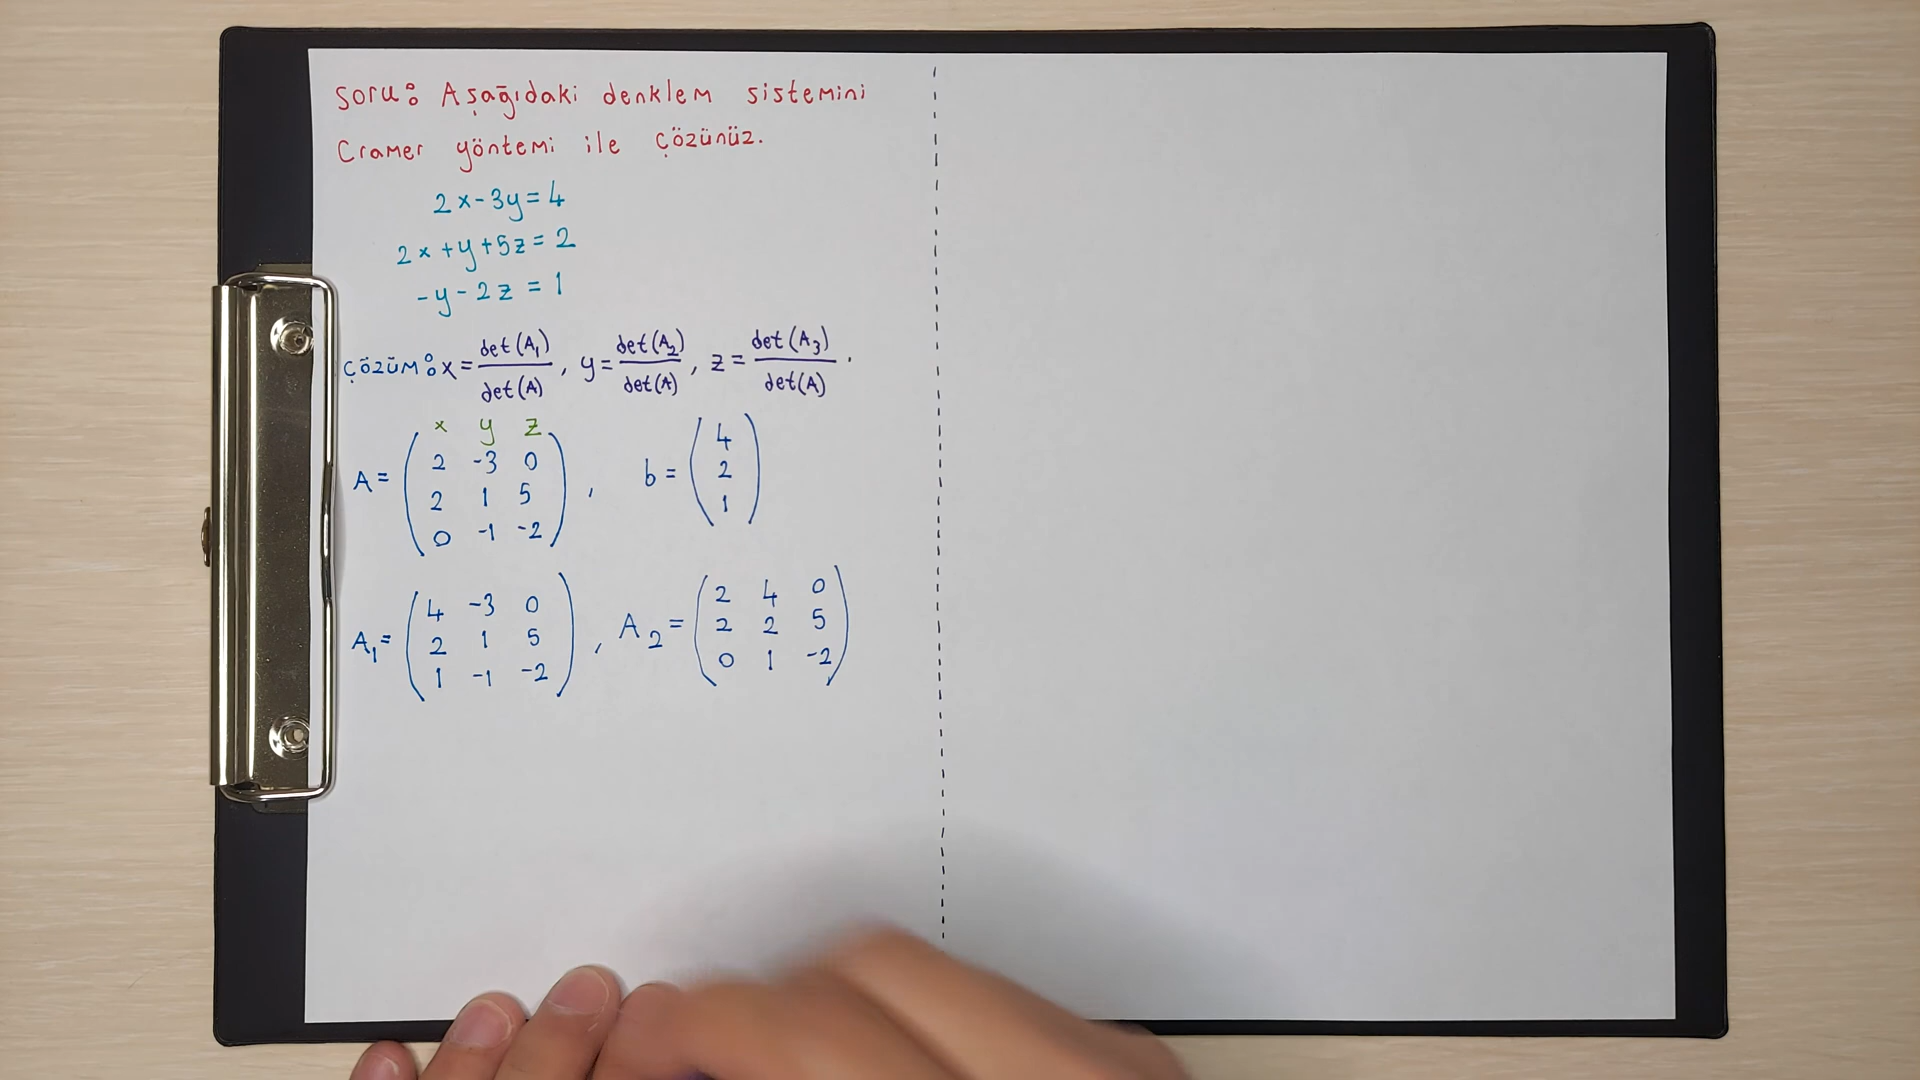 Soru: Aşağıdaki denklem sistemini
Cramer yöntemi ile çözünüz.
2x-3y=4
2x+y+5z=2
-y-2z=1
Çözüm: x=det(A₁)/det(A), y=det(A₂)/det(A), z=det(A₃)/det(A).
x y z
A=(2 -3 0; 2 1 5; 0 -1 -2), b=(4; 2; 1)
A₁=(4 -3 0; 2 1 5; 1 -1 -2), A₂=(2 4 0; 2 2 5; 0 1 -2)